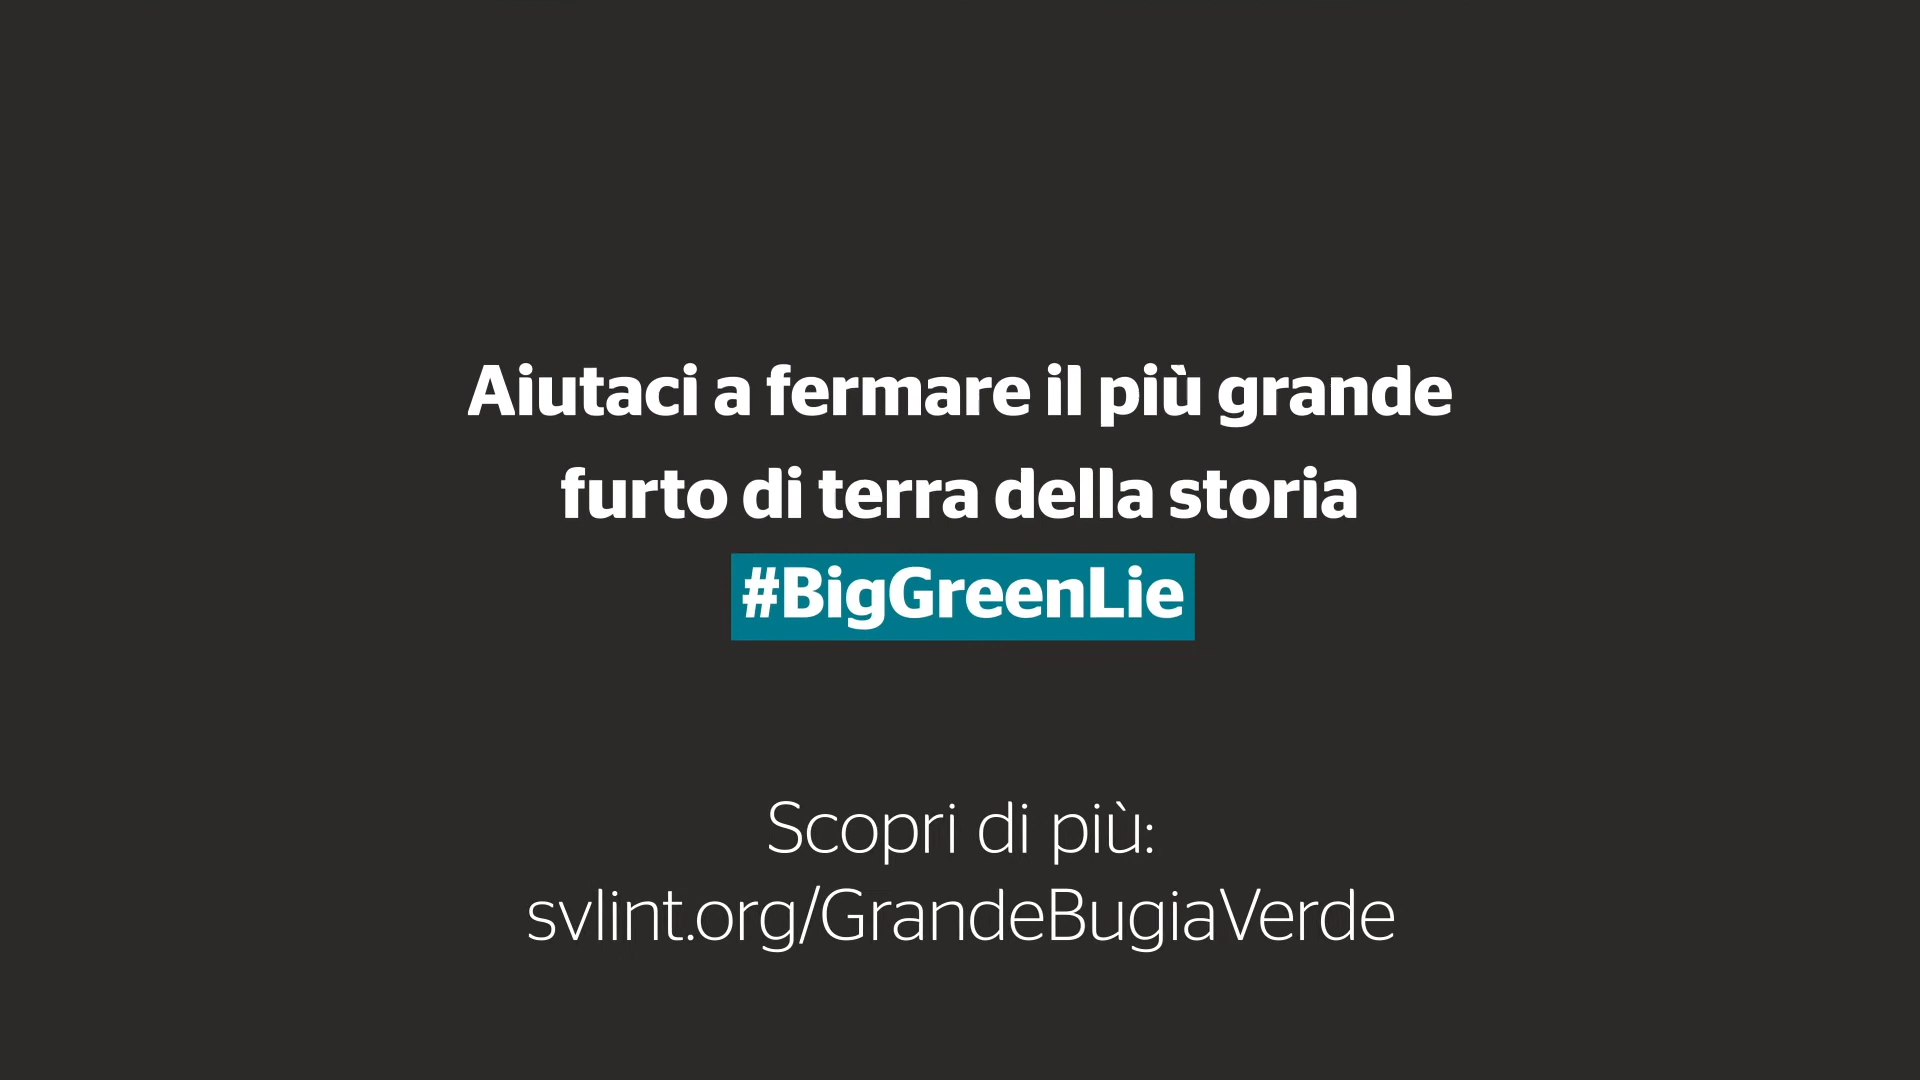 Aiutaci a fermare il più grande
furto di terra della storia
#BigGreenLie
Scopri di più:
svlint.org/GrandeBugiaVerde